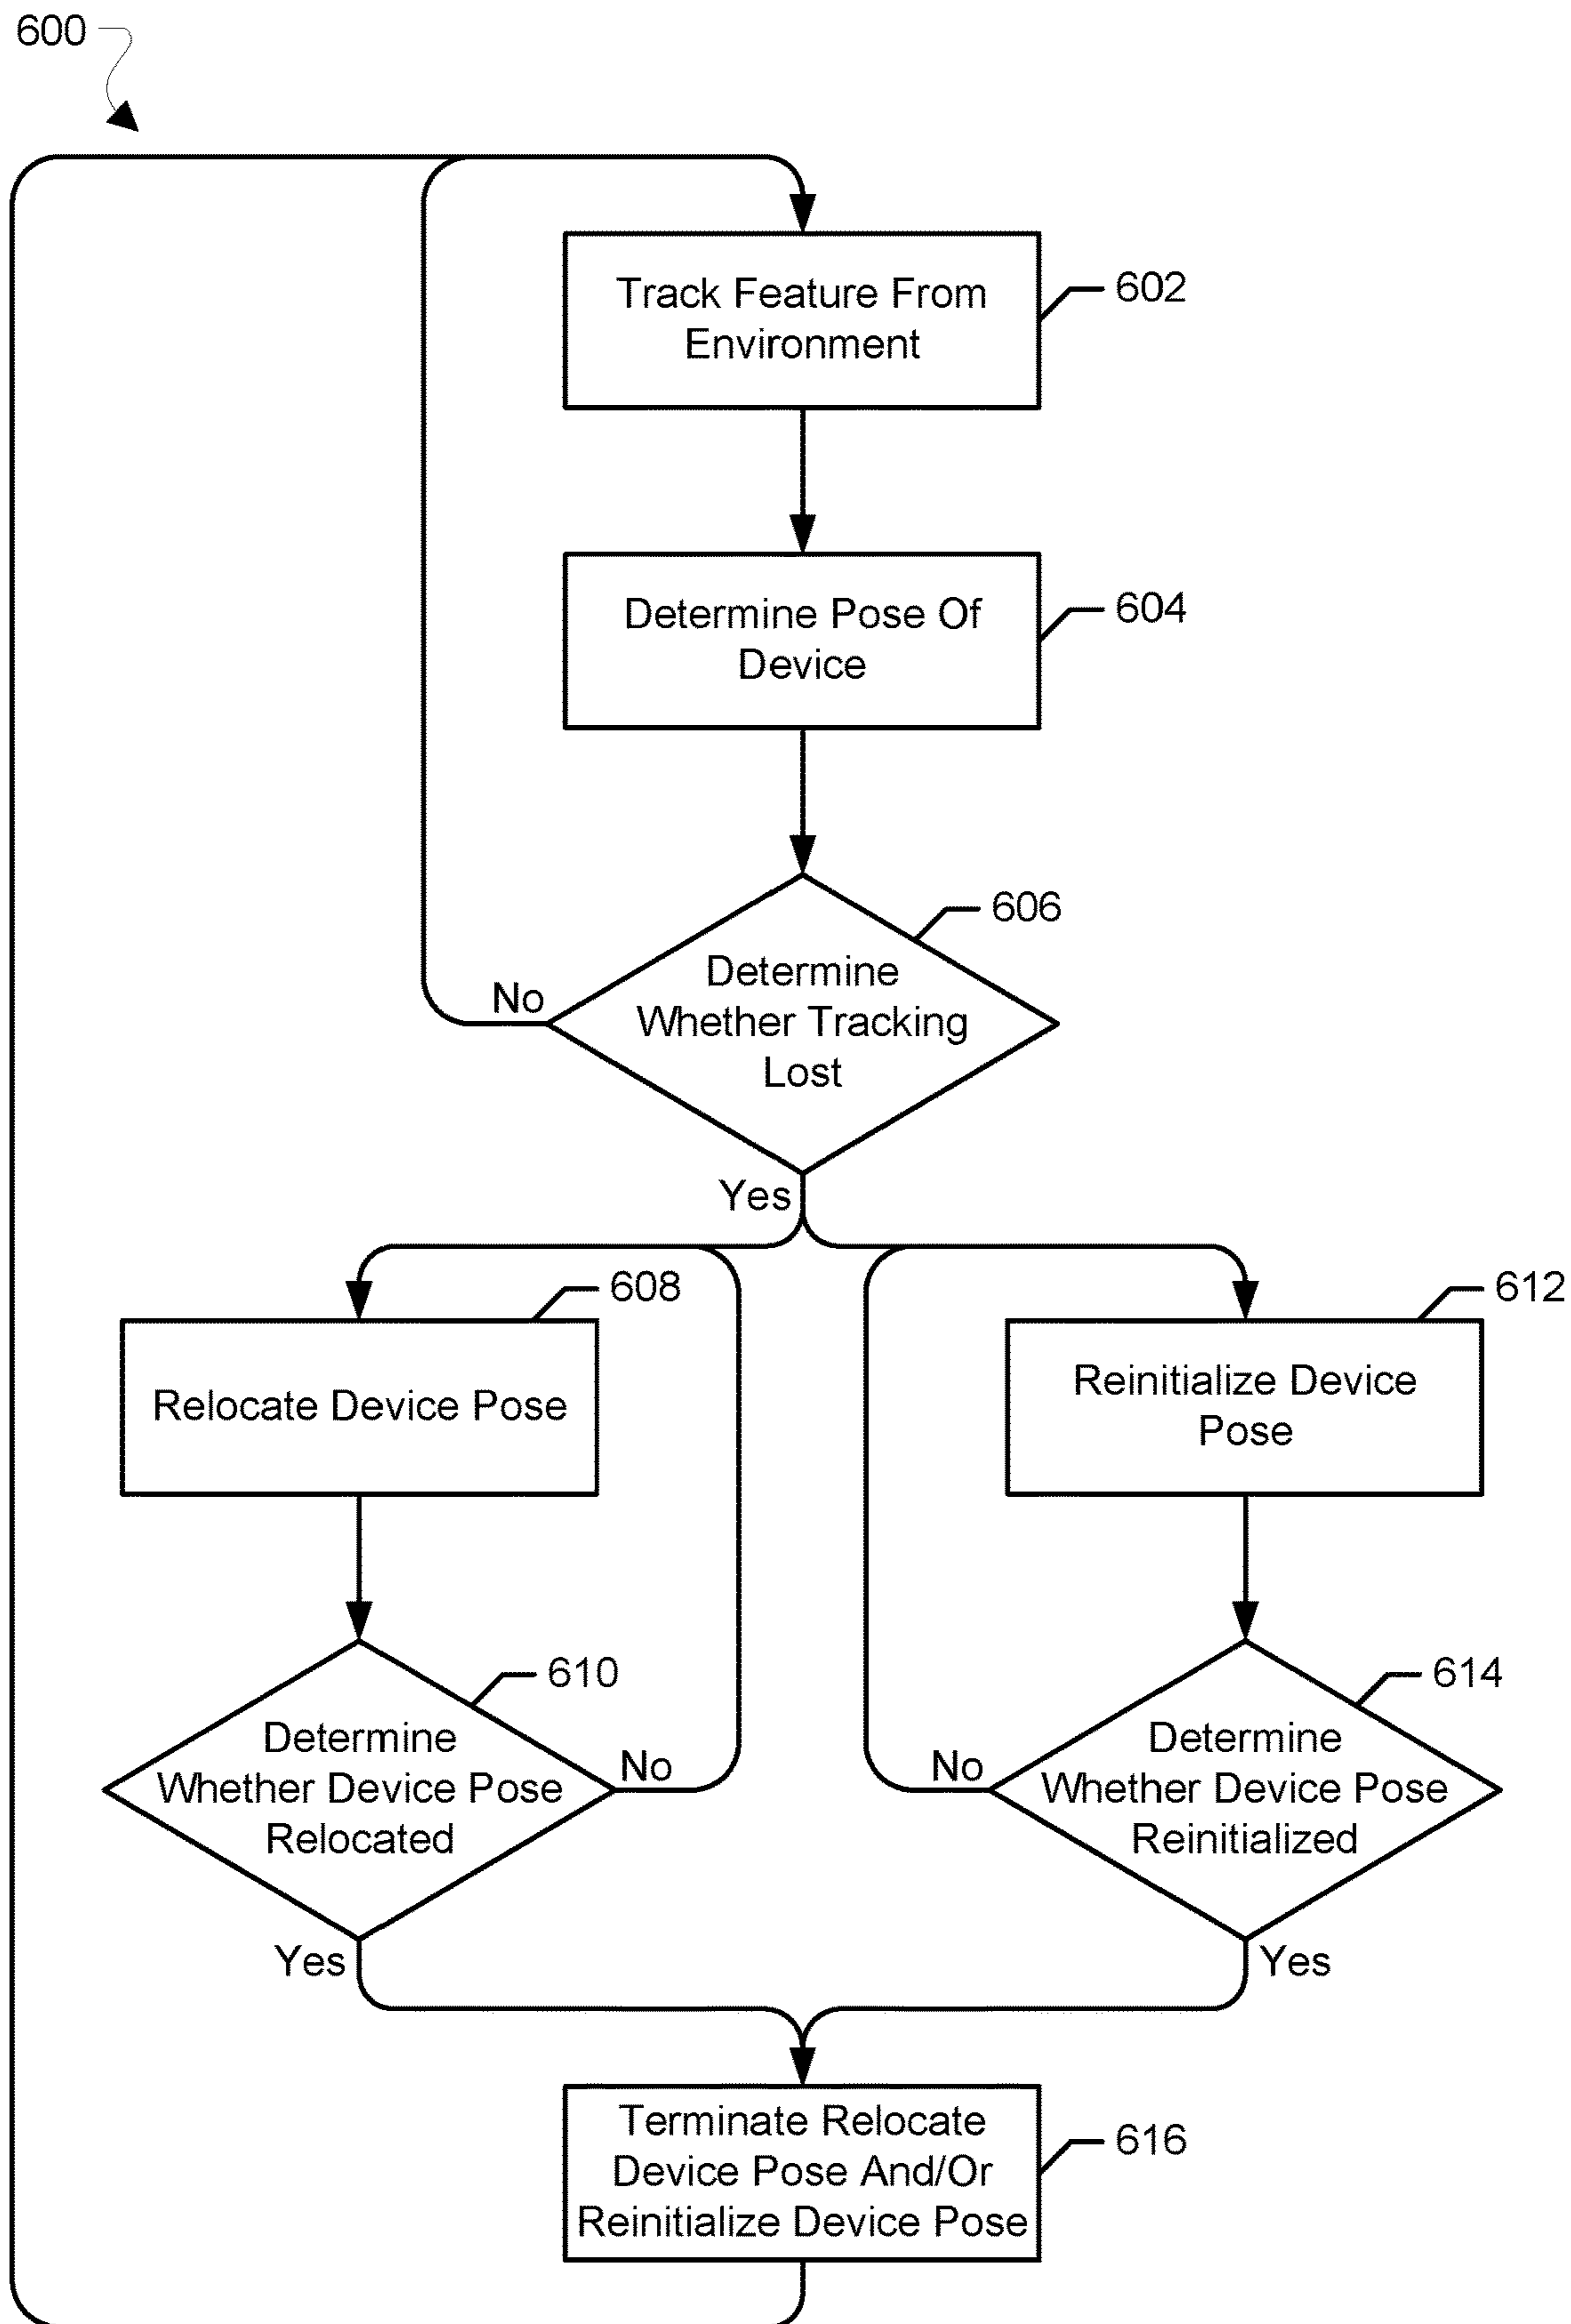 600
Track Feature From
Environment
602
Determine Pose Of
Device
604
606
Determine
Whether Tracking
Lost
No
Yes
608
Relocate Device Pose
612
Reinitialize Device
Pose
610
Determine
Whether Device Pose
Relocated
No
Yes
614
Determine
Whether Device Pose
Reinitialized
No
Yes
Terminate Relocate
Device Pose And/Or
Reinitialize Device Pose
616